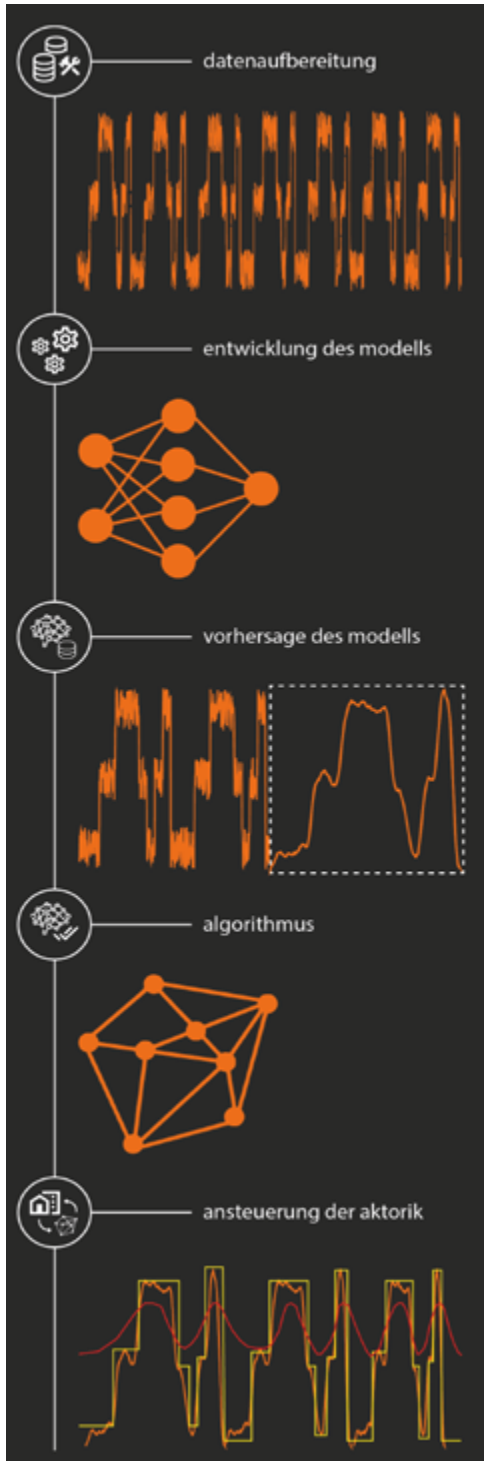 datenaufbereitung
entwicklung des modells
vorhersage des modells
algorithmus
ansteuerung der aktorik